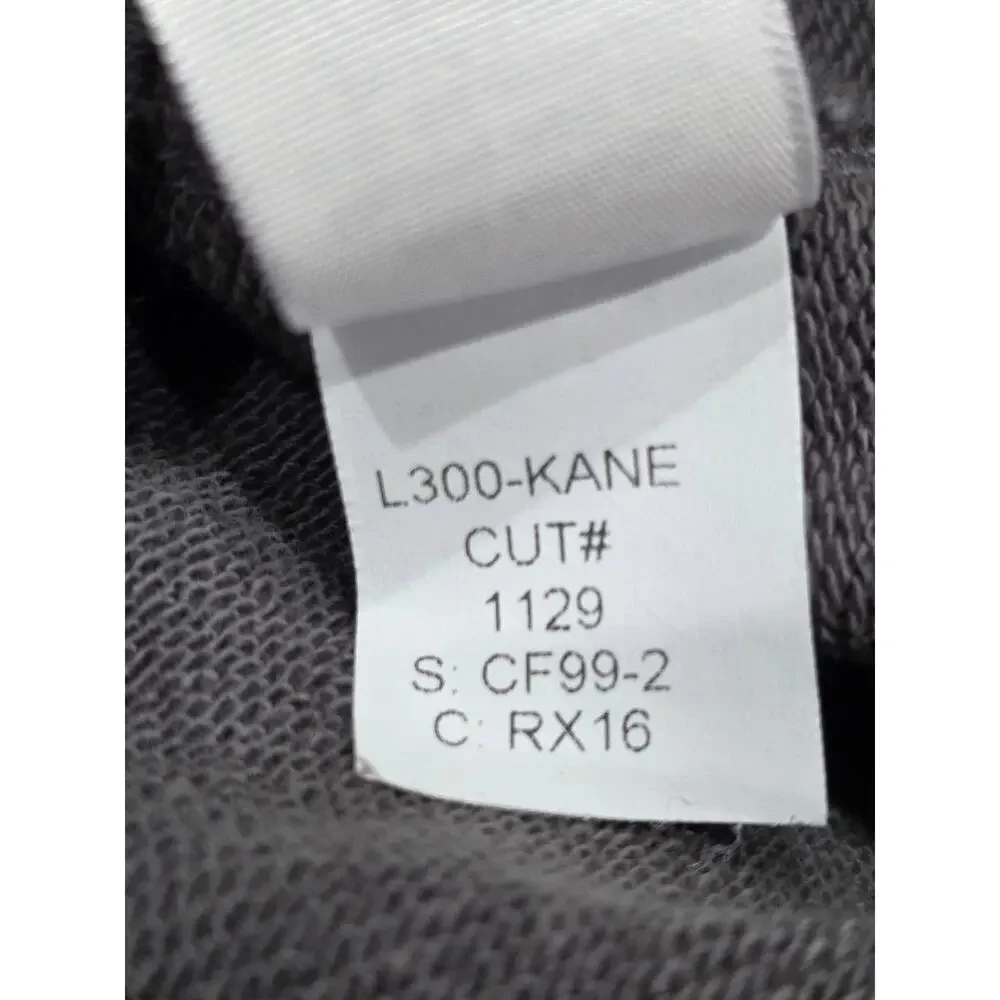 L300-KANE
CUT#
1129
S: CF99-2
C: RX16